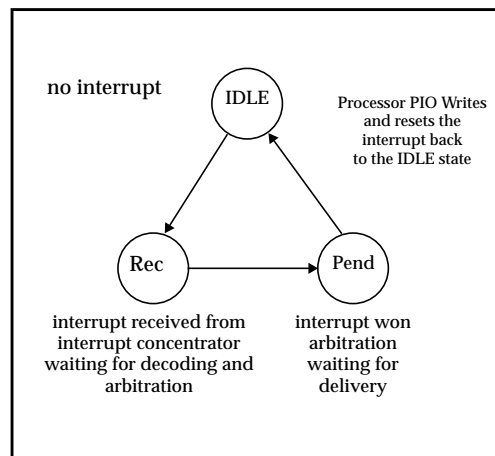 no interrupt
IDLE
Processor PIO Writes
and resets the
interrupt back
to the IDLE state
Rec
Pend
interrupt received from
interrupt concentrator
waiting for decoding and
arbitration
interrupt won
arbitration
waiting for
delivery